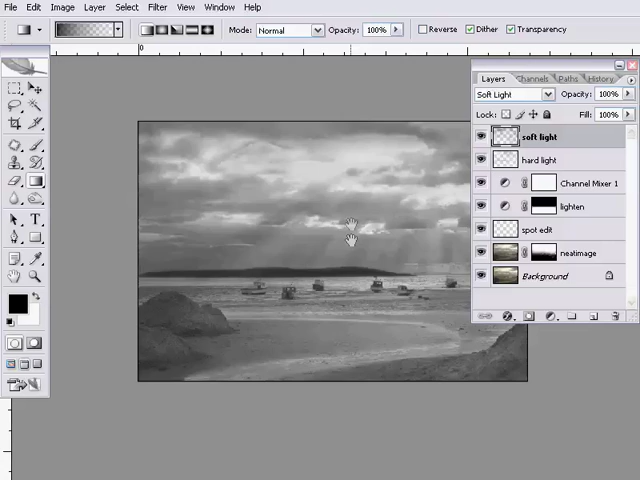 File Edit Image Layer Select Filter View Window Help
Mode: Normal Opacity: 100% Reverse Dither Transparency
0
Layers Channels Paths History
Soft Light Opacity: 100%
Lock: Fill: 100%
soft light
hard light
Channel Mixer 1
lighten
spot edit
neatimage
Background
T